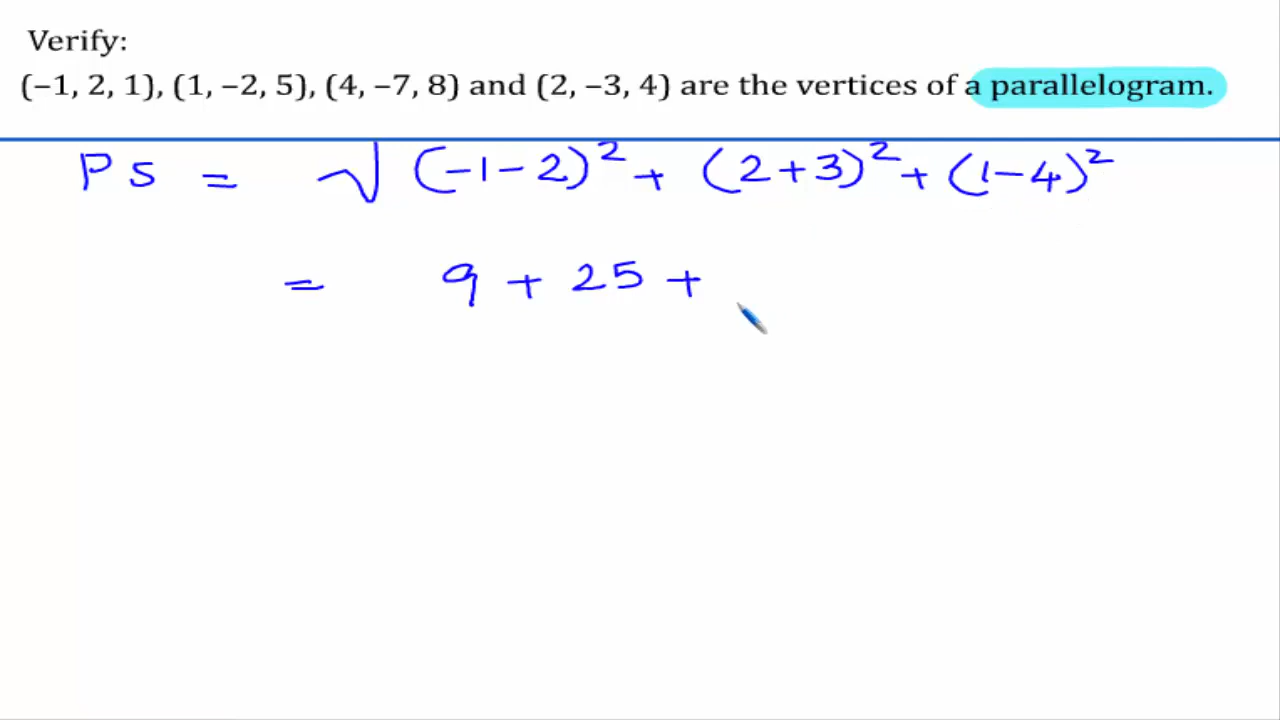 Verify:
(−1, 2, 1), (1, −2, 5), (4, −7, 8) and (2, −3, 4) are the vertices of a parallelogram.
PS = √ (-1-2)² + (2+3)² + (1-4)²
= 9 + 25 +